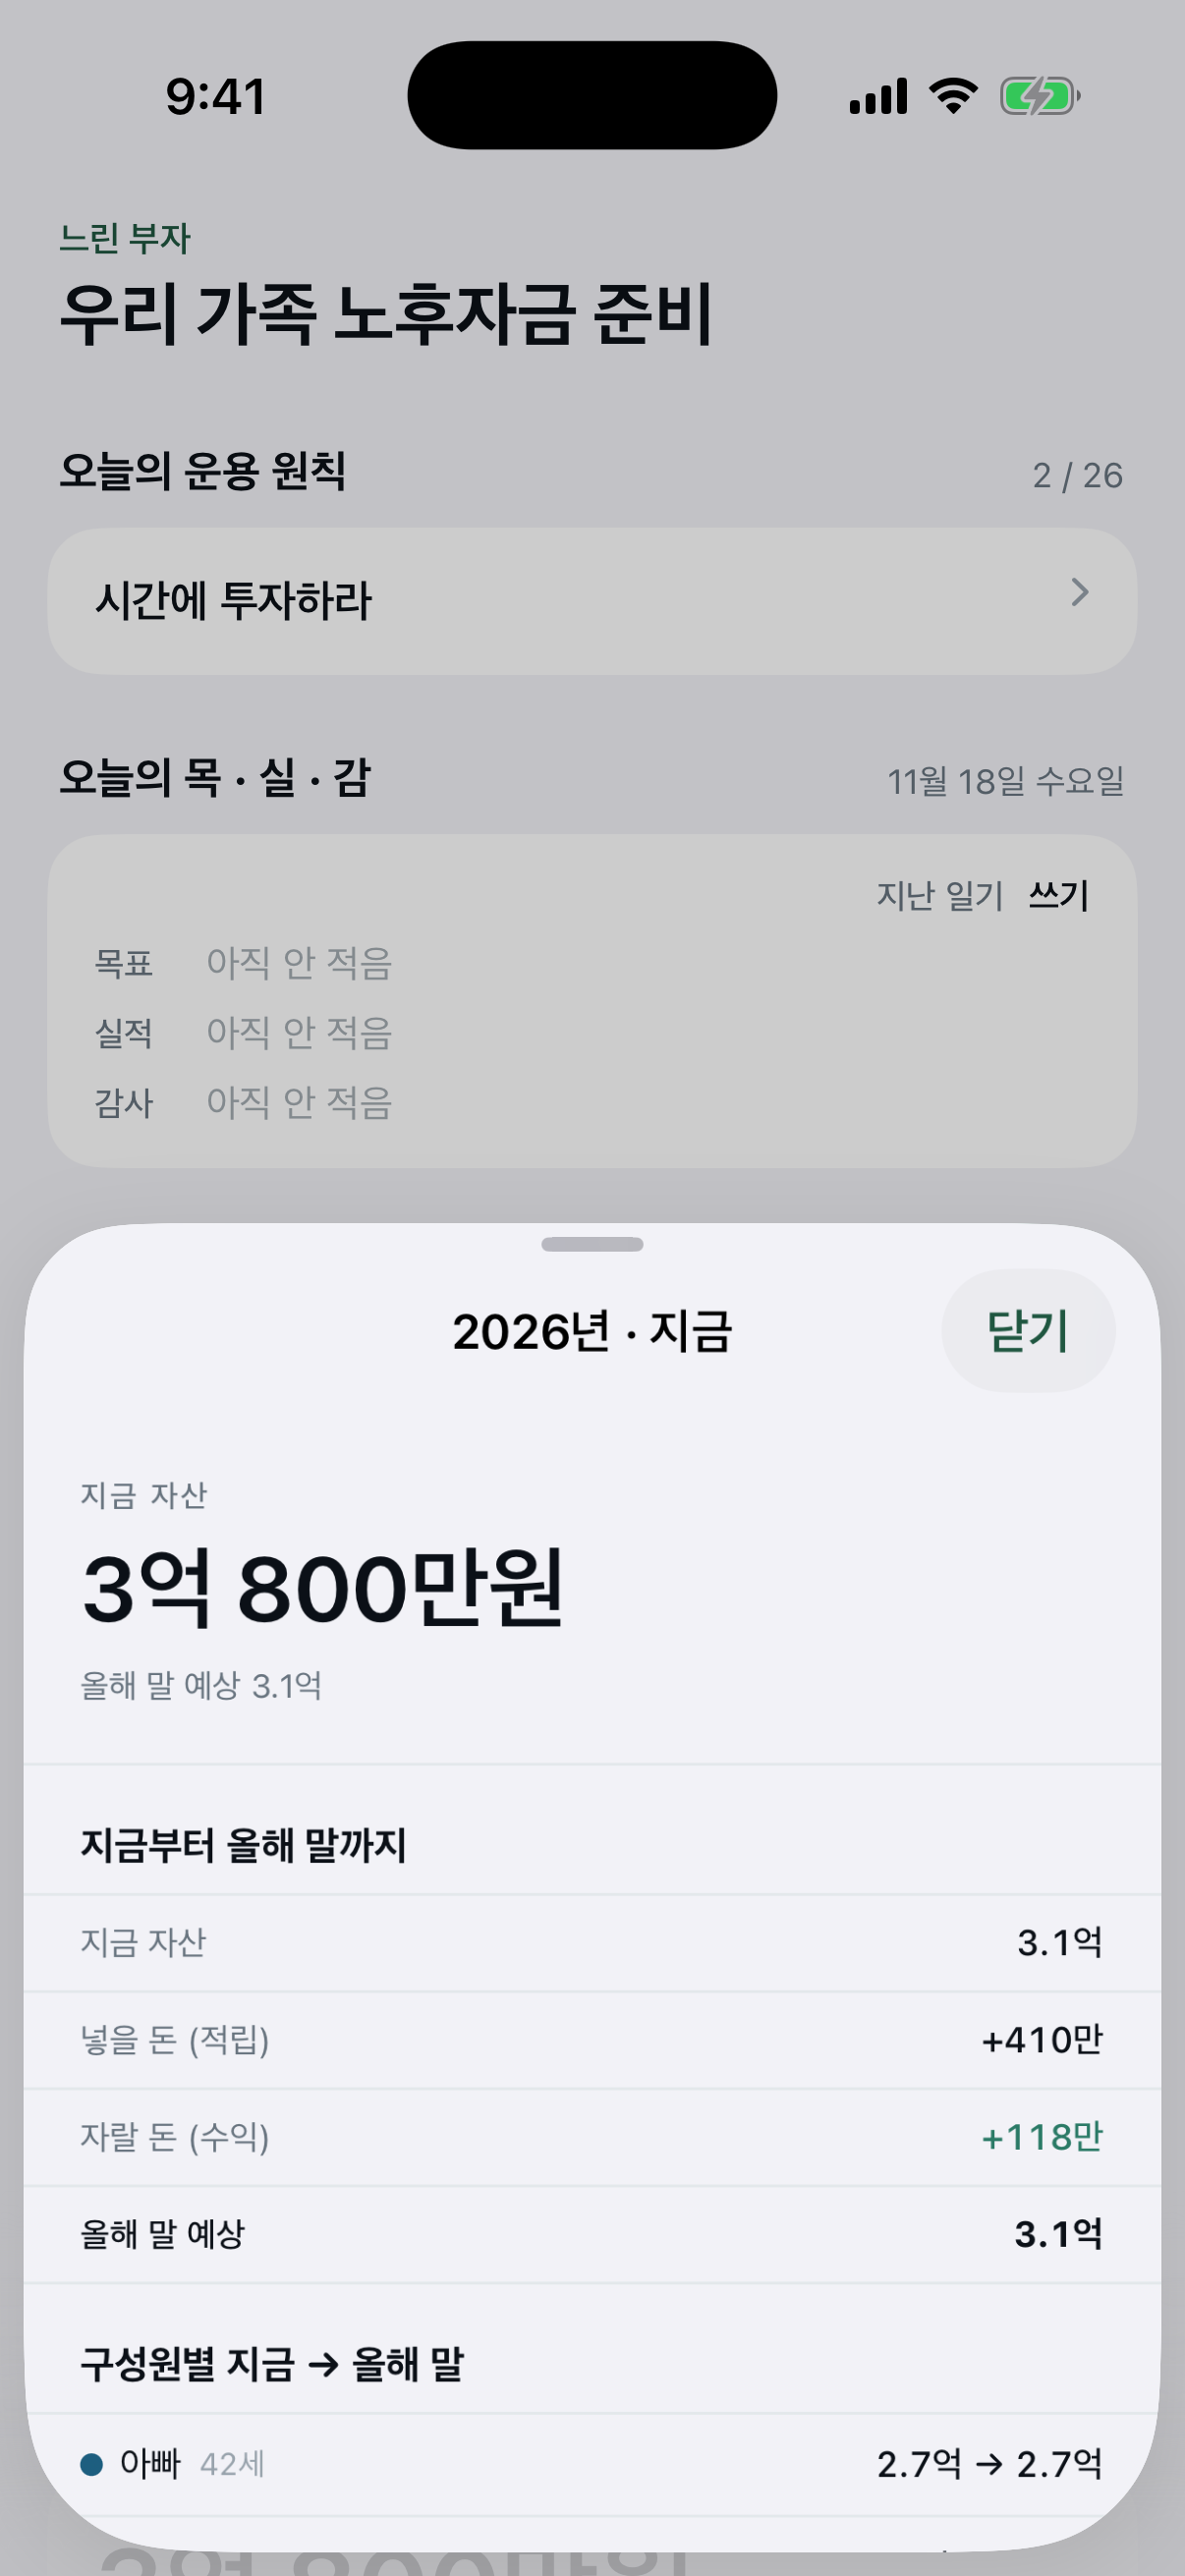 9:41
느린 부자
우리 가족 노후자금 준비
오늘의 운용 원칙 2 / 26
시간에 투자하라
오늘의 목 · 실 · 감 11월 18일 수요일
지난 일기 쓰기
목표 아직 안 적음
실적 아직 안 적음
감사 아직 안 적음
2026년 · 지금 닫기
지금 자산
3억 800만원
올해 말 예상 3.1억
지금부터 올해 말까지
지금 자산 3.1억
넣을 돈 (적립) +410만
자랄 돈 (수익) +118만
올해 말 예상 3.1억
구성원별 지금 → 올해 말
아빠 42세 2.7억 → 2.7억
3억 800만원